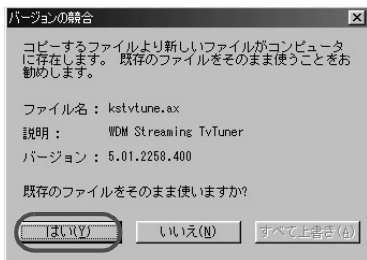 バージョンの競合
コピーするファイルより新しいファイルがコンピュータ
に存在します。 既存のファイルをそのまま使うことをお
勧めします。
ファイル名： kstvtune.ax
説明： WDM Streaming TvTuner
バージョン： 5.01.2258.400
既存のファイルをそのまま使いますか?
はい(Y) いいえ(N) すべて上書き(A)